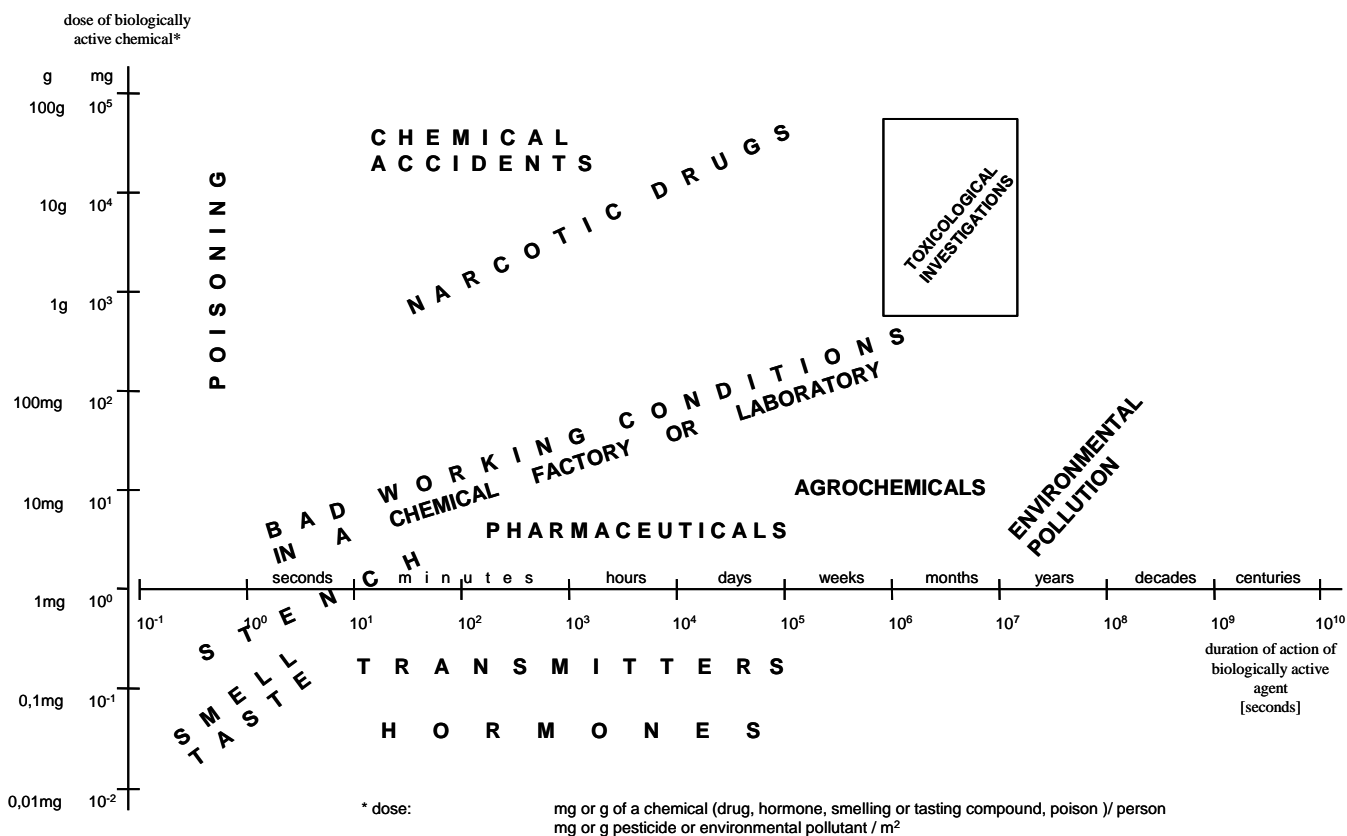 dose of biologically
active chemical*
g mg
100g 10⁵
CHEMICAL
ACCIDENTS
NARCOTIC DRUGS
TOXICOLOGICAL
INVESTIGATIONS
POISONING
10g 10⁴
1g 10³
100mg 10²
BAD WORKING CONDITIONS
IN A CHEMICAL FACTORY OR LABORATORY
ENVIRONMENTAL
POLLUTION
10mg 10¹
AGROCHEMICALS
PHARMACEUTICALS
STENCH
seconds minutes hours days weeks months years decades centuries
1mg 10⁰
10⁻¹ 10⁰ 10¹ 10² 10³ 10⁴ 10⁵ 10⁶ 10⁷ 10⁸ 10⁹ 10¹⁰
duration of action of
biologically active
agent
[seconds]
SMELL
TASTE
TRANSMITTERS
0,1mg 10⁻¹
HORMONES
0,01mg 10⁻²
* dose: mg or g of a chemical (drug, hormone, smelling or tasting compound, poison )/ person
mg or g pesticide or environmental pollutant / m²